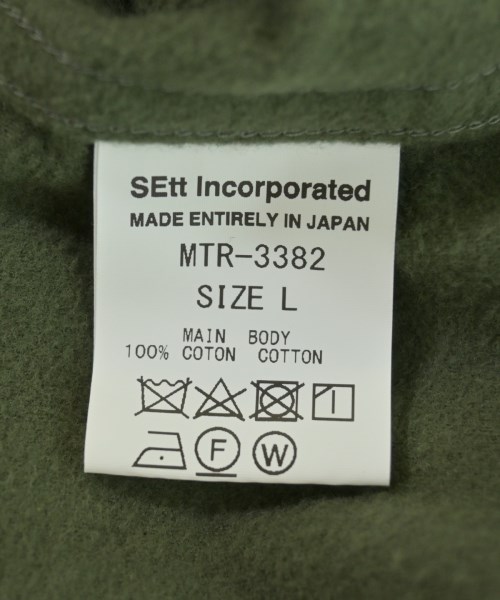 SEtt Incorporated
MADE ENTIRELY IN JAPAN
MTR-3382
SIZE L
MAIN BODY
100% COTON COTTON
F W